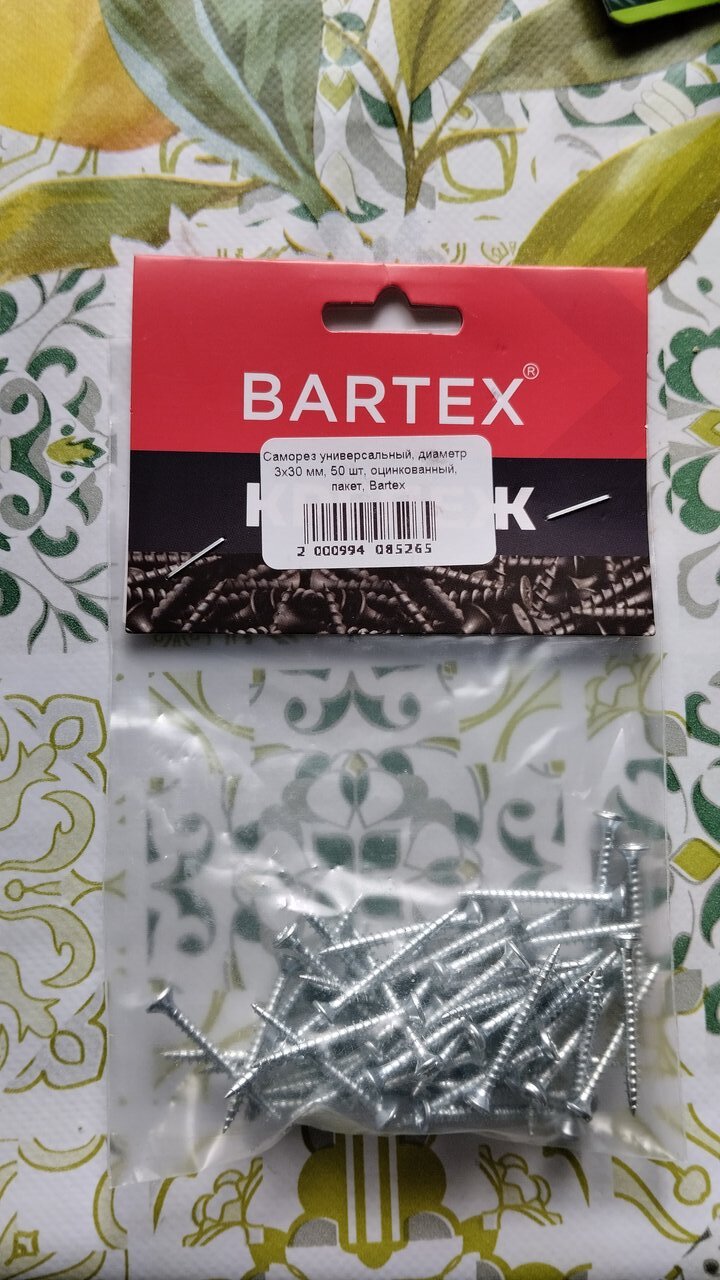 BARTEX®
Саморез универсальный, диаметр
3х30 мм, 50 шт, оцинкованный,
пакет, Bartex
2 000994 085265